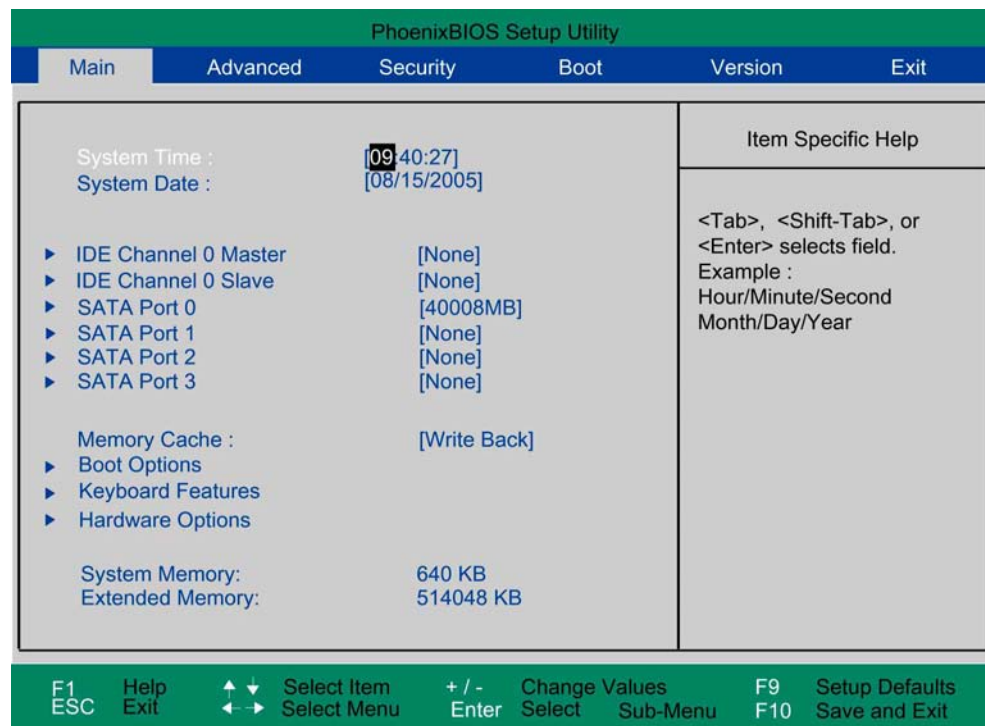 PhoenixBIOS Setup Utility
Main Advanced Security Boot Version Exit
Item Specific Help
System Time : [09:40:27]
System Date : [08/15/2005]
<Tab>, <Shift-Tab>, or
<Enter> selects field.
Example :
Hour/Minute/Second
Month/Day/Year
IDE Channel 0 Master [None]
IDE Channel 0 Slave [None]
SATA Port 0 [40008MB]
SATA Port 1 [None]
SATA Port 2 [None]
SATA Port 3 [None]
Memory Cache : [Write Back]
Boot Options
Keyboard Features
Hardware Options
System Memory: 640 KB
Extended Memory: 514048 KB
F1 Help Select Item + / - Change Values F9 Setup Defaults
ESC Exit Select Menu Enter Select Sub-Menu F10 Save and Exit